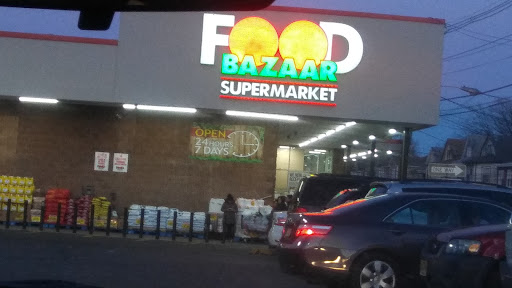 FOOD
BAZAAR
SUPERMARKET
OPEN
24 HOURS
7 DAYS